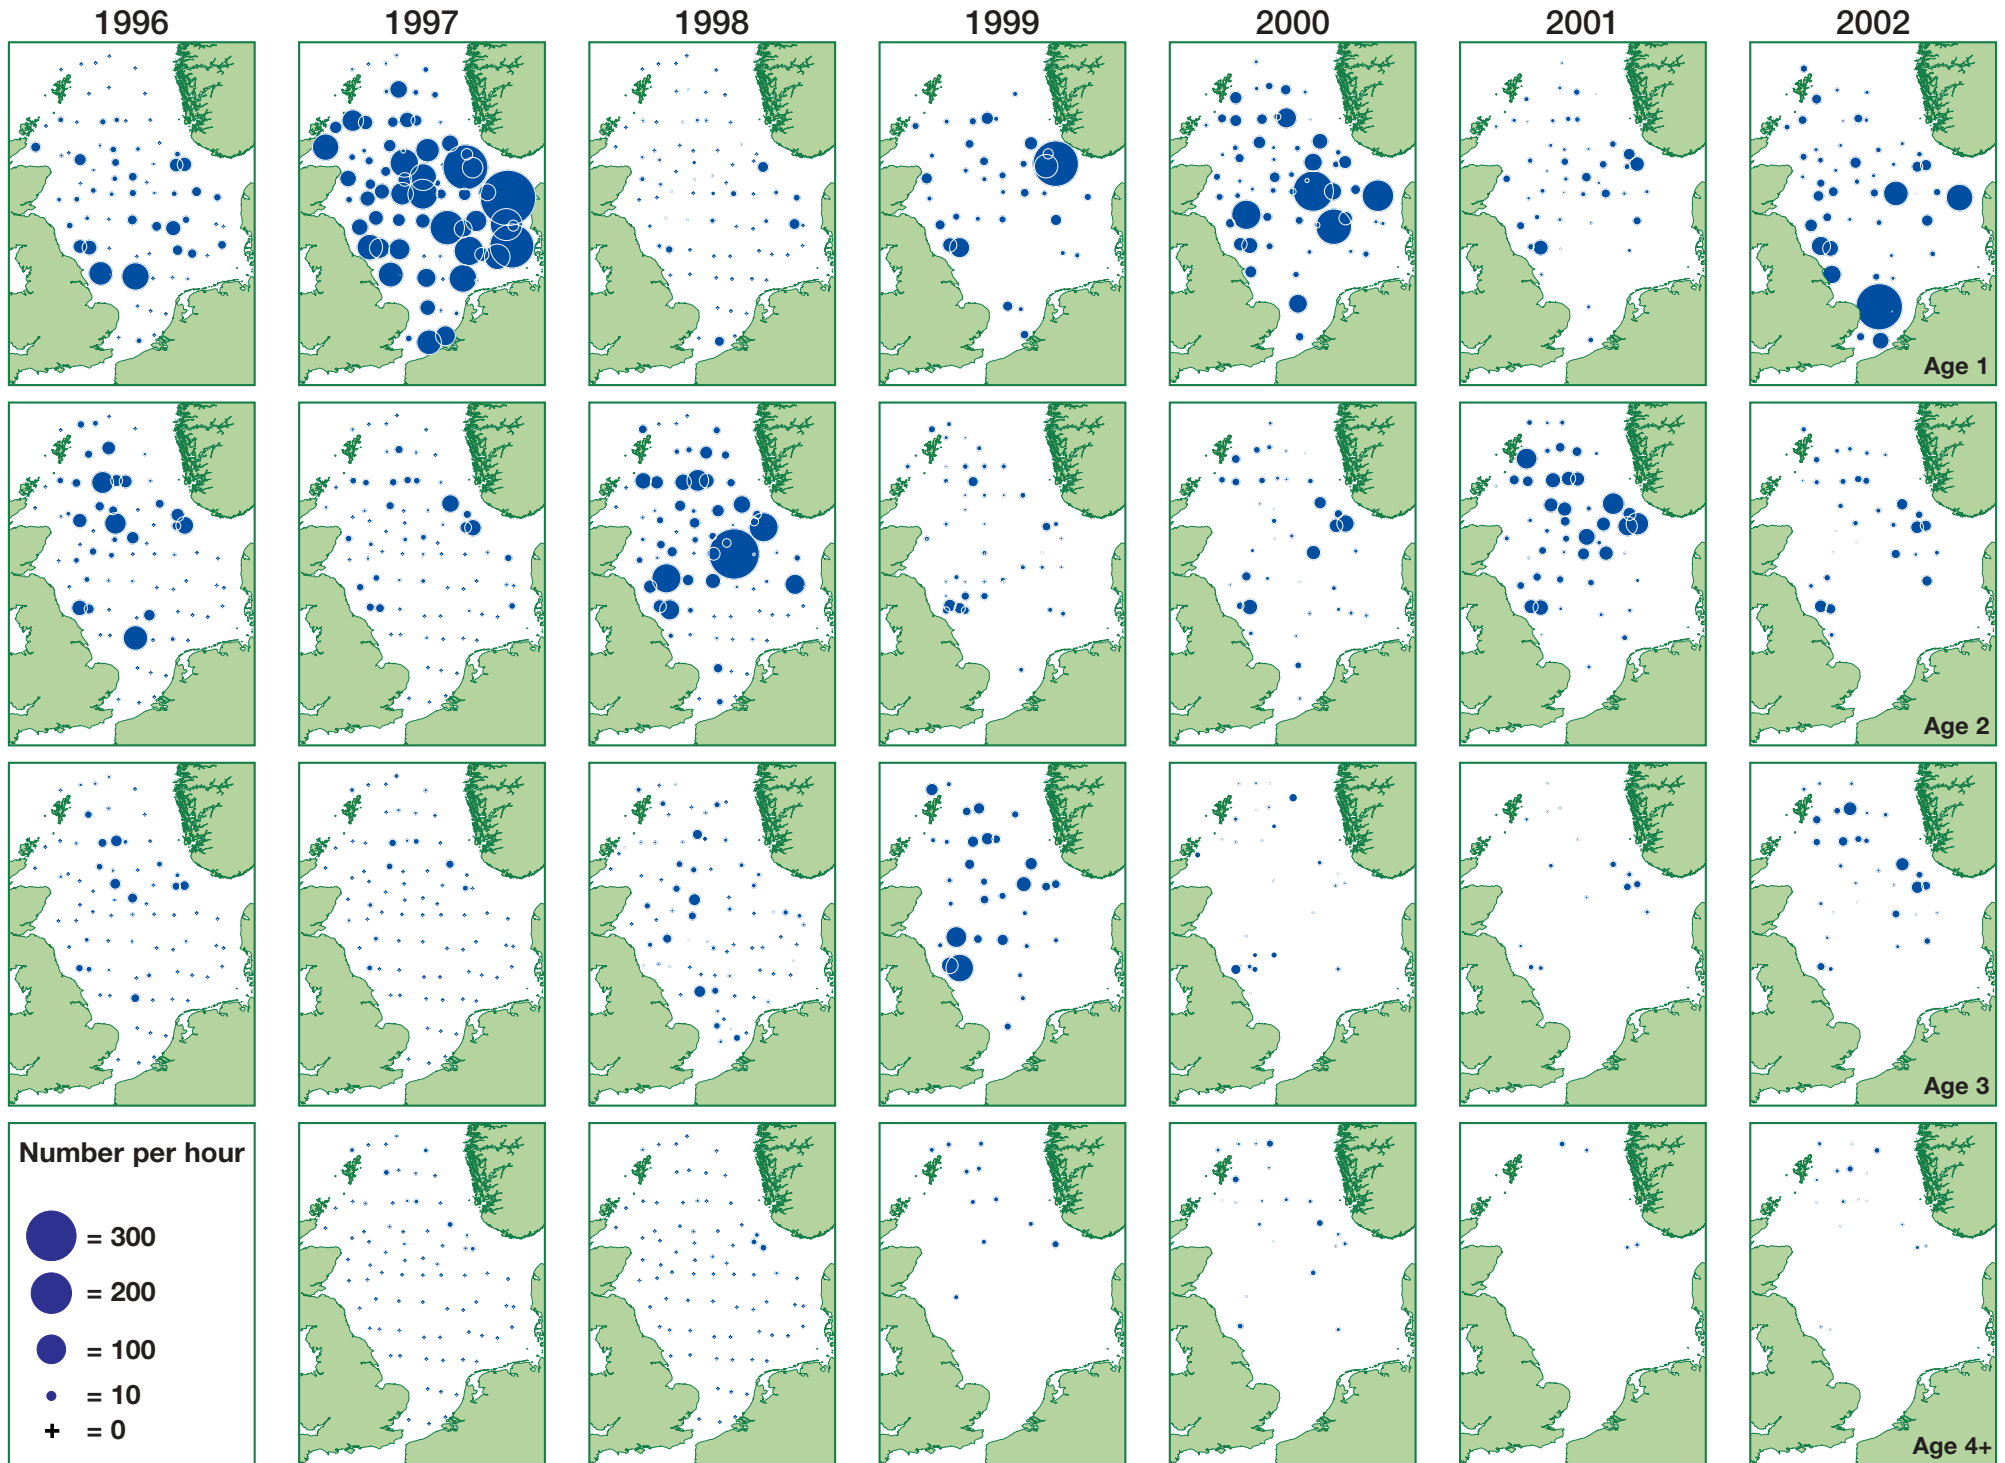 1996 1997 1998 1999 2000 2001 2002
Age 1
Age 2
Age 3
Number per hour
= 300
= 200
= 100
= 10
= 0
Age 4+